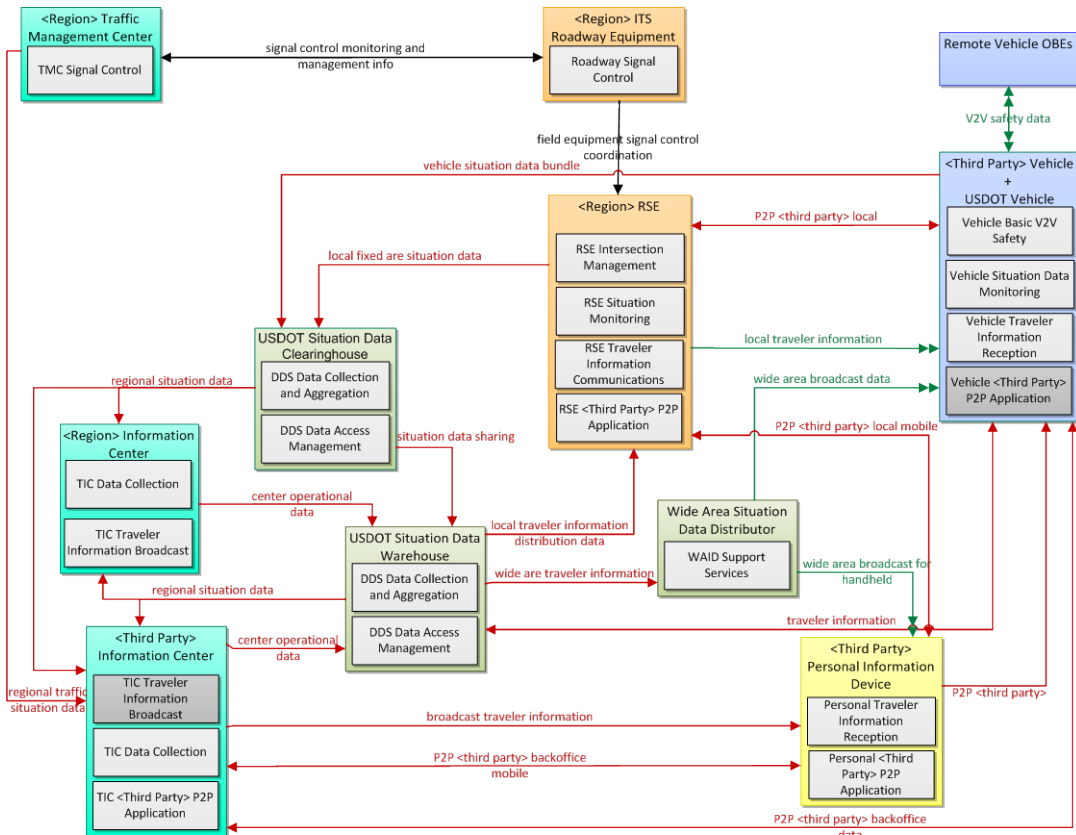 <Region> Traffic
Management Center
TMC Signal Control
signal control monitoring and
management info
<Region> ITS
Roadway Equipment
Roadway Signal
Control
Remote Vehicle OBEs
V2V safety data
field equipment signal control
coordination
vehicle situation data bundle
<Third Party> Vehicle
+
USDOT Vehicle
Vehicle Basic V2V
Safety
Vehicle Situation Data
Monitoring
Vehicle Traveler
Information
Reception
Vehicle <Third Party>
P2P Application
<Region> RSE
RSE Intersection
Management
RSE Situation
Monitoring
RSE Traveler
Information
Communications
RSE <Third Party> P2P
Application
P2P <third party> local
local fixed are situation data
local traveler information
wide area broadcast data
P2P <third party> local mobile
USDOT Situation Data
Clearinghouse
DDS Data Collection
and Aggregation
DDS Data Access
Management
regional situation data
situation data sharing
<Region> Information
Center
TIC Data Collection
TIC Traveler
Information Broadcast
center operational
data
USDOT Situation Data
Warehouse
DDS Data Collection
and Aggregation
DDS Data Access
Management
local traveler information
distribution data
wide are traveler information
Wide Area Situation
Data Distributor
WAID Support
Services
wide area broadcast for
handheld
regional situation data
traveler information
<Third Party>
Information Center
TIC Traveler
Information
Broadcast
TIC Data Collection
TIC <Third Party> P2P
Application
center operational
data
regional traffic
situation data
broadcast traveler information
P2P <third party> backoffice
mobile
<Third Party>
Personal Information
Device
Personal Traveler
Information
Reception
Personal <Third
Party> P2P
Application
P2P <third party>
P2P <third party> backoffice
data